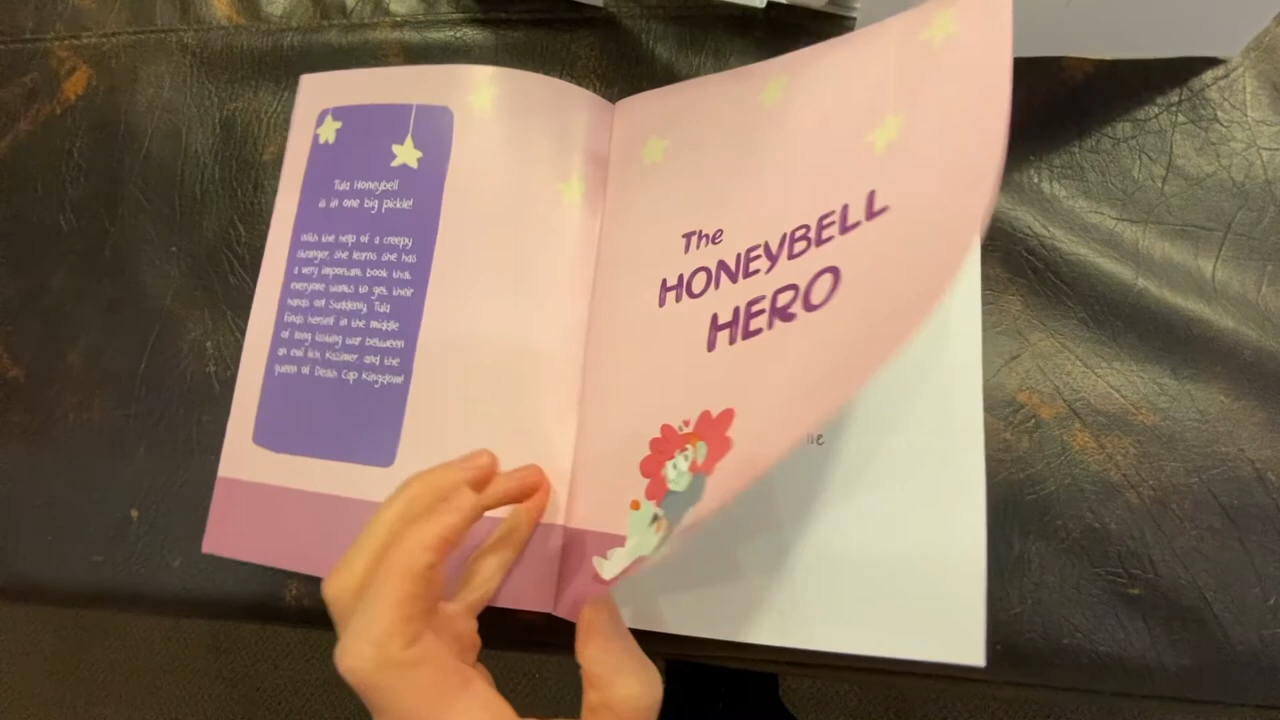 Tula Honeybell
is in one big pickle!
With the help of a creepy
stranger, she learns she has
a very important book that
everyone wants to get their
hands on! Suddenly, Tula
finds herself in the middle
of long lasting war between
an evil lich, Kazimer, and the
queen of Death Cap Kingdom!
The
HONEYBELL
HERO